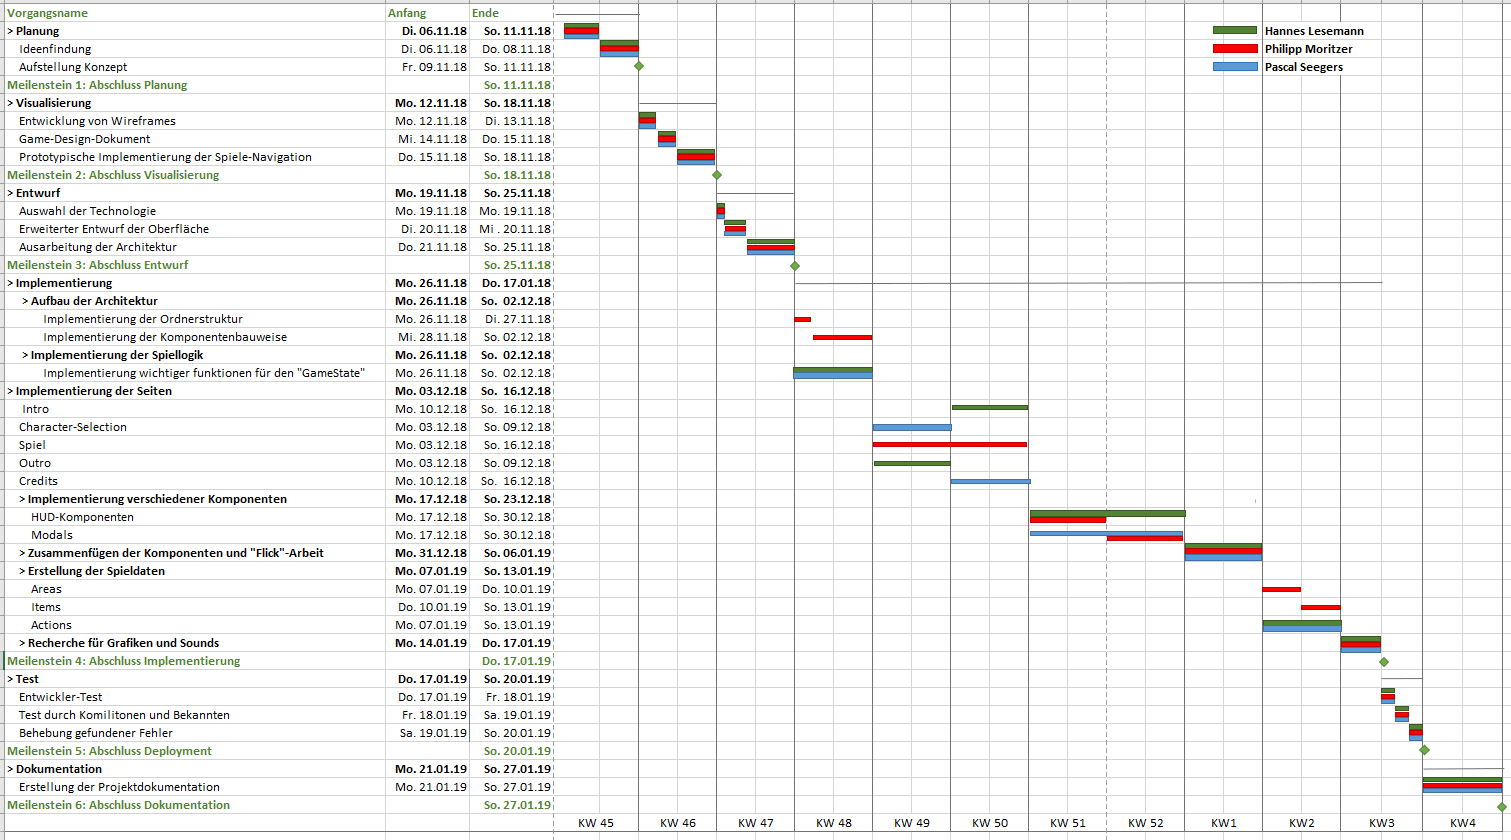 Vorgangsname Anfang Ende
> Planung Di. 06.11.18 So. 11.11.18 Hannes Lesemann
Ideenfindung Di. 06.11.18 Do. 08.11.18 Philipp Moritzer
Aufstellung Konzept Fr. 09.11.18 So. 11.11.18 Pascal Seegers
Meilenstein 1: Abschluss Planung So. 11.11.18
> Visualisierung Mo. 12.11.18 So. 18.11.18
Entwicklung von Wireframes Mo. 12.11.18 Di. 13.11.18
Game-Design-Dokument Mi. 14.11.18 Do. 15.11.18
Prototypische Implementierung der Spiele-Navigation Do. 15.11.18 So. 18.11.18
Meilenstein 2: Abschluss Visualisierung So. 18.11.18
> Entwurf Mo. 19.11.18 So. 25.11.18
Auswahl der Technologie Mo. 19.11.18 Mo. 19.11.18
Erweiterter Entwurf der Oberfläche Di. 20.11.18 Mi . 20.11.18
Ausarbeitung der Architektur Do. 21.11.18 So. 25.11.18
Meilenstein 3: Abschluss Entwurf So. 25.11.18
> Implementierung Mo. 26.11.18 Do. 17.01.18
> Aufbau der Architektur Mo. 26.11.18 So. 02.12.18
Implementierung der Ordnerstruktur Mo. 26.11.18 Di. 27.11.18
Implementierung der Komponentenbauweise Mi. 28.11.18 So. 02.12.18
> Implementierung der Spiellogik Mo. 26.11.18 So. 02.12.18
Implementierung wichtiger funktionen für den "GameState" Mo. 26.11.18 So. 02.12.18
> Implementierung der Seiten Mo. 03.12.18 So. 16.12.18
Intro Mo. 10.12.18 So. 16.12.18
Character-Selection Mo. 03.12.18 So. 09.12.18
Spiel Mo. 03.12.18 So. 16.12.18
Outro Mo. 03.12.18 So. 09.12.18
Credits Mo. 10.12.18 So. 16.12.18
> Implementierung verschiedener Komponenten Mo. 17.12.18 So. 23.12.18
HUD-Komponenten Mo. 17.12.18 So. 30.12.18
Modals Mo. 17.12.18 So. 30.12.18
> Zusammenfügen der Komponenten und "Flick"-Arbeit Mo. 31.12.18 So. 06.01.19
> Erstellung der Spieldaten Mo. 07.01.19 So. 13.01.19
Areas Mo. 07.01.19 Do. 10.01.19
Items Do. 10.01.19 So. 13.01.19
Actions Mo. 07.01.19 So. 13.01.19
> Recherche für Grafiken und Sounds Mo. 14.01.19 Do. 17.01.19
Meilenstein 4: Abschluss Implementierung Do. 17.01.19
> Test Do. 17.01.19 So. 20.01.19
Entwickler-Test Do. 17.01.19 Fr. 18.01.19
Test durch Komilitonen und Bekannten Fr. 18.01.19 Sa. 19.01.19
Behebung gefundener Fehler Sa. 19.01.19 So. 20.01.19
Meilenstein 5: Abschluss Deployment So. 20.01.19
> Dokumentation Mo. 21.01.19 So. 27.01.19
Erstellung der Projektdokumentation Mo. 21.01.19 So. 27.01.19
Meilenstein 6: Abschluss Dokumentation So. 27.01.19
KW 45 KW 46 KW 47 KW 48 KW 49 KW 50 KW 51 KW 52 KW1 KW2 KW3 KW4